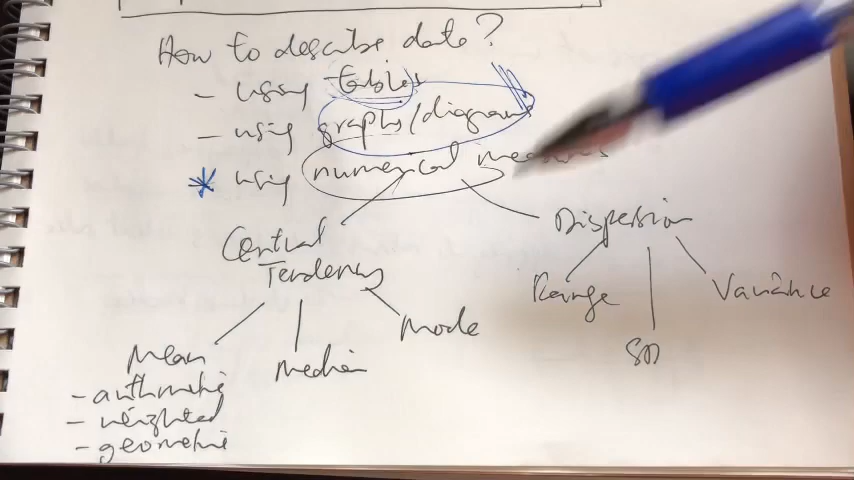 How to describe data?
- using tables
- using graphs/diagrams
* using numerical measures
Central
Tendency
Dispersion
Range
SD
Variance
Mean
Median
Mode
- arithmetic
- weighted
- geometric